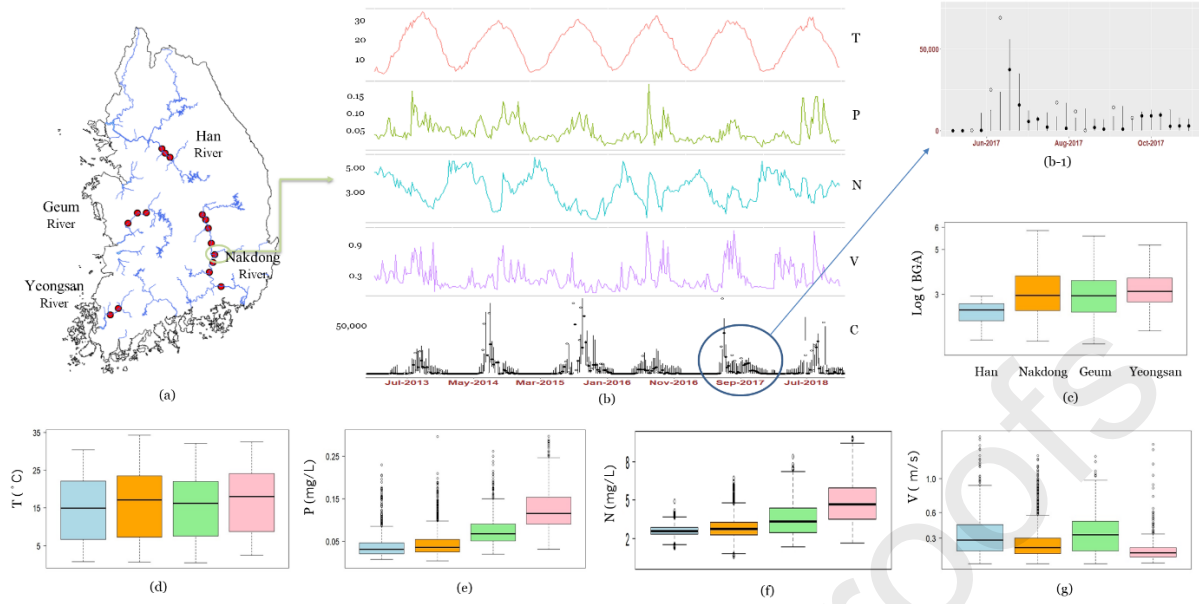 Han
River
Geum
River
Nakdong
River
Yeongsan
River
(a)
30
20
10
T
0.15
0.10
0.05
P
5.00
3.00
N
0.9
0.3
V
50,000
C
Jul-2013
May-2014
Mar-2015
Jan-2016
Nov-2016
Sep-2017
Jul-2018
(b)
50,000
0
Jun-2017
Aug-2017
Oct-2017
(b-1)
Log (BGA)
6
5
3
Han
Nakdong
Geum
Yeongsan
(c)
T (°C)
35
25
15
5
(d)
P (mg/L)
0.25
0.15
0.05
(e)
N (mg/L)
8
5
2
(f)
V (m/s)
1.0
0.6
0.3
(g)
roofs